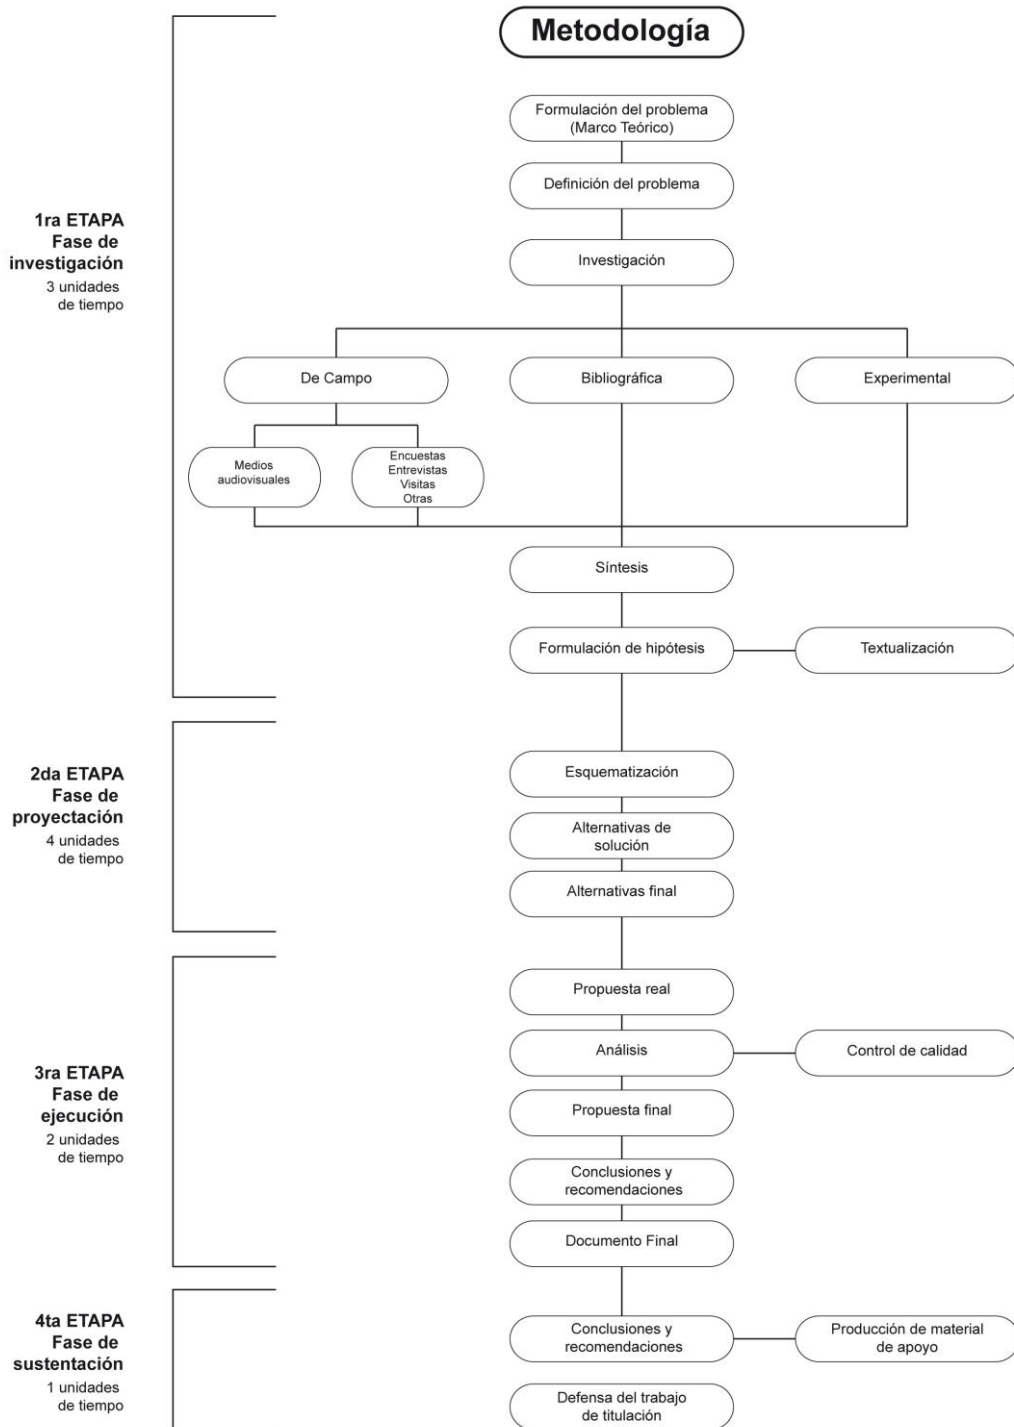 Metodología
1ra ETAPA
Fase de
investigación
3 unidades
de tiempo
Formulación del problema
(Marco Teórico)
Definición del problema
Investigación
De Campo
Bibliográfica
Experimental
Medios
audiovisuales
Encuestas
Entrevistas
Visitas
Otras
Síntesis
Formulación de hipótesis
Textualización
2da ETAPA
Fase de
proyectación
4 unidades
de tiempo
Esquematización
Alternativas de
solución
Alternativas final
3ra ETAPA
Fase de
ejecución
2 unidades
de tiempo
Propuesta real
Análisis
Control de calidad
Propuesta final
Conclusiones y
recomendaciones
Documento Final
4ta ETAPA
Fase de
sustentación
1 unidades
de tiempo
Conclusiones y
recomendaciones
Producción de material
de apoyo
Defensa del trabajo
de titulación